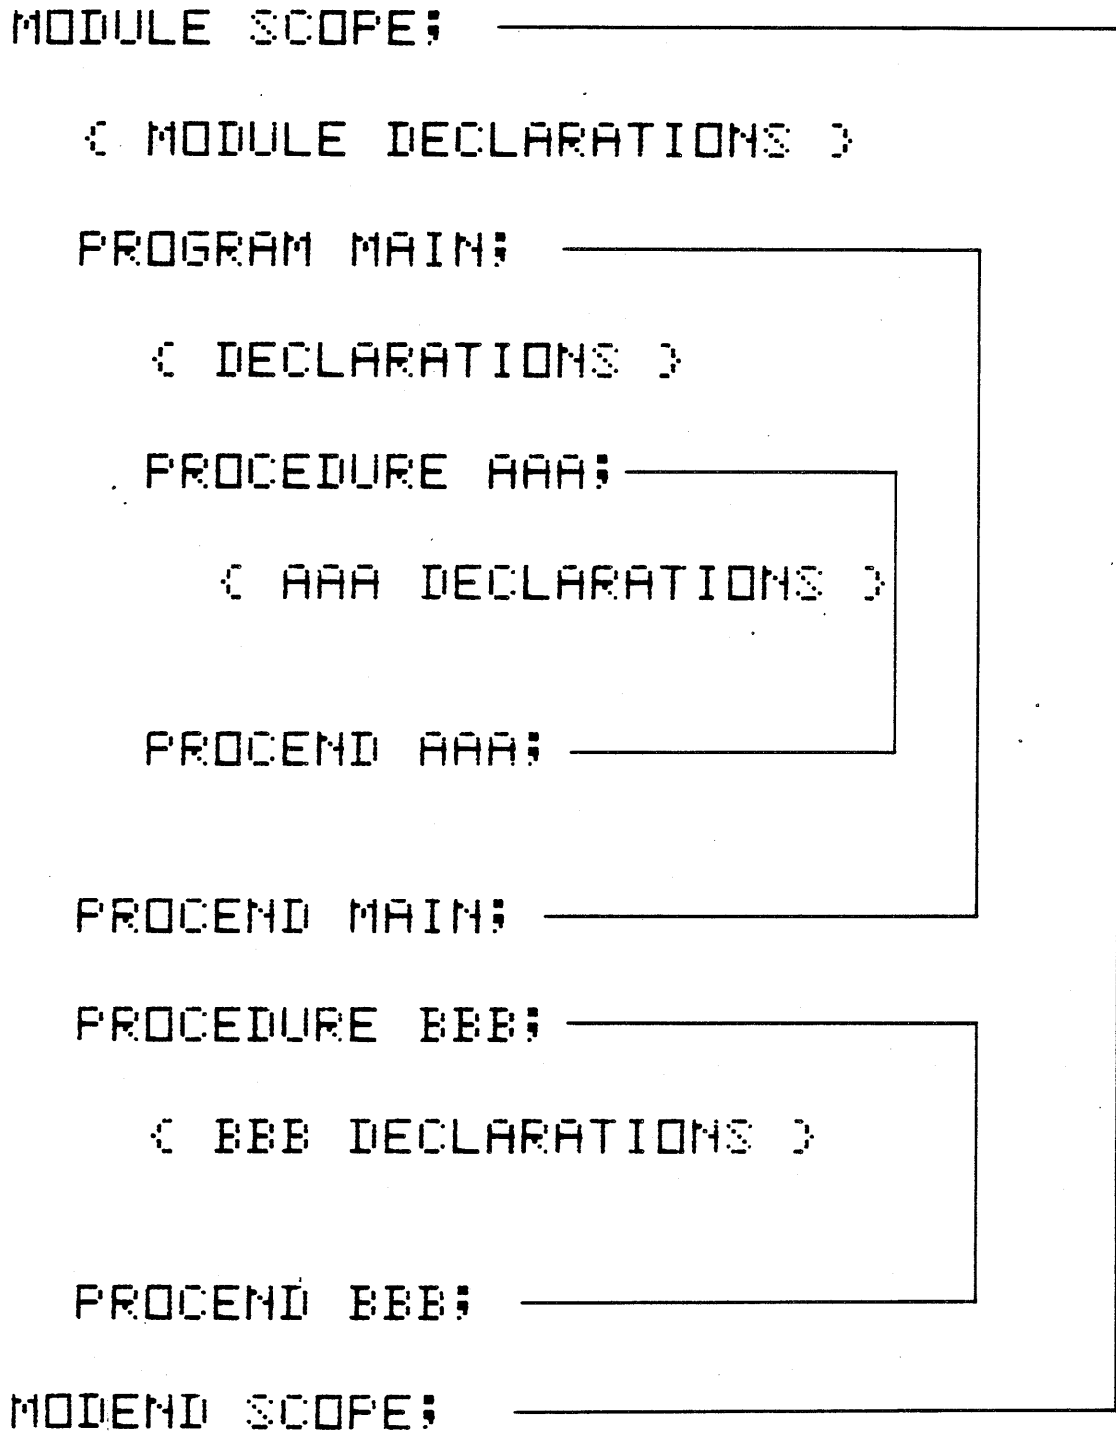 MODULE SCOPE;
{ MODULE DECLARATIONS }
PROGRAM MAIN;
{ DECLARATIONS }
PROCEDURE AAA;
{ AAA DECLARATIONS }
PROCEND AAA;
PROCEND MAIN;
PROCEDURE BBB;
{ BBB DECLARATIONS }
PROCEND BBB;
MODEND SCOPE;